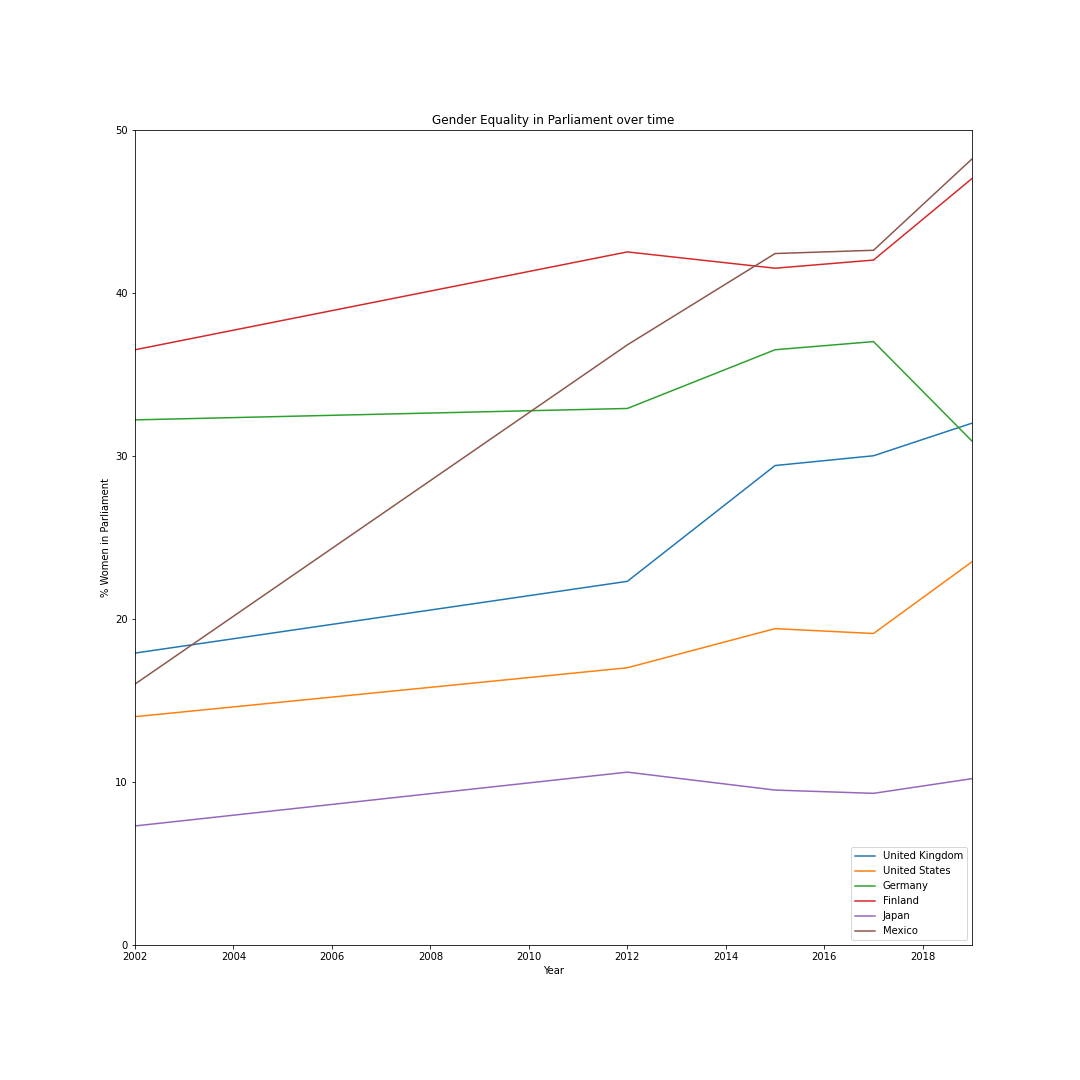 Gender Equality in Parliament over time
50
40
30
20
10
0
% Women in Parliament
2002 2004 2006 2008 2010 2012 2014 2016 2018
Year
United Kingdom
United States
Germany
Finland
Japan
Mexico